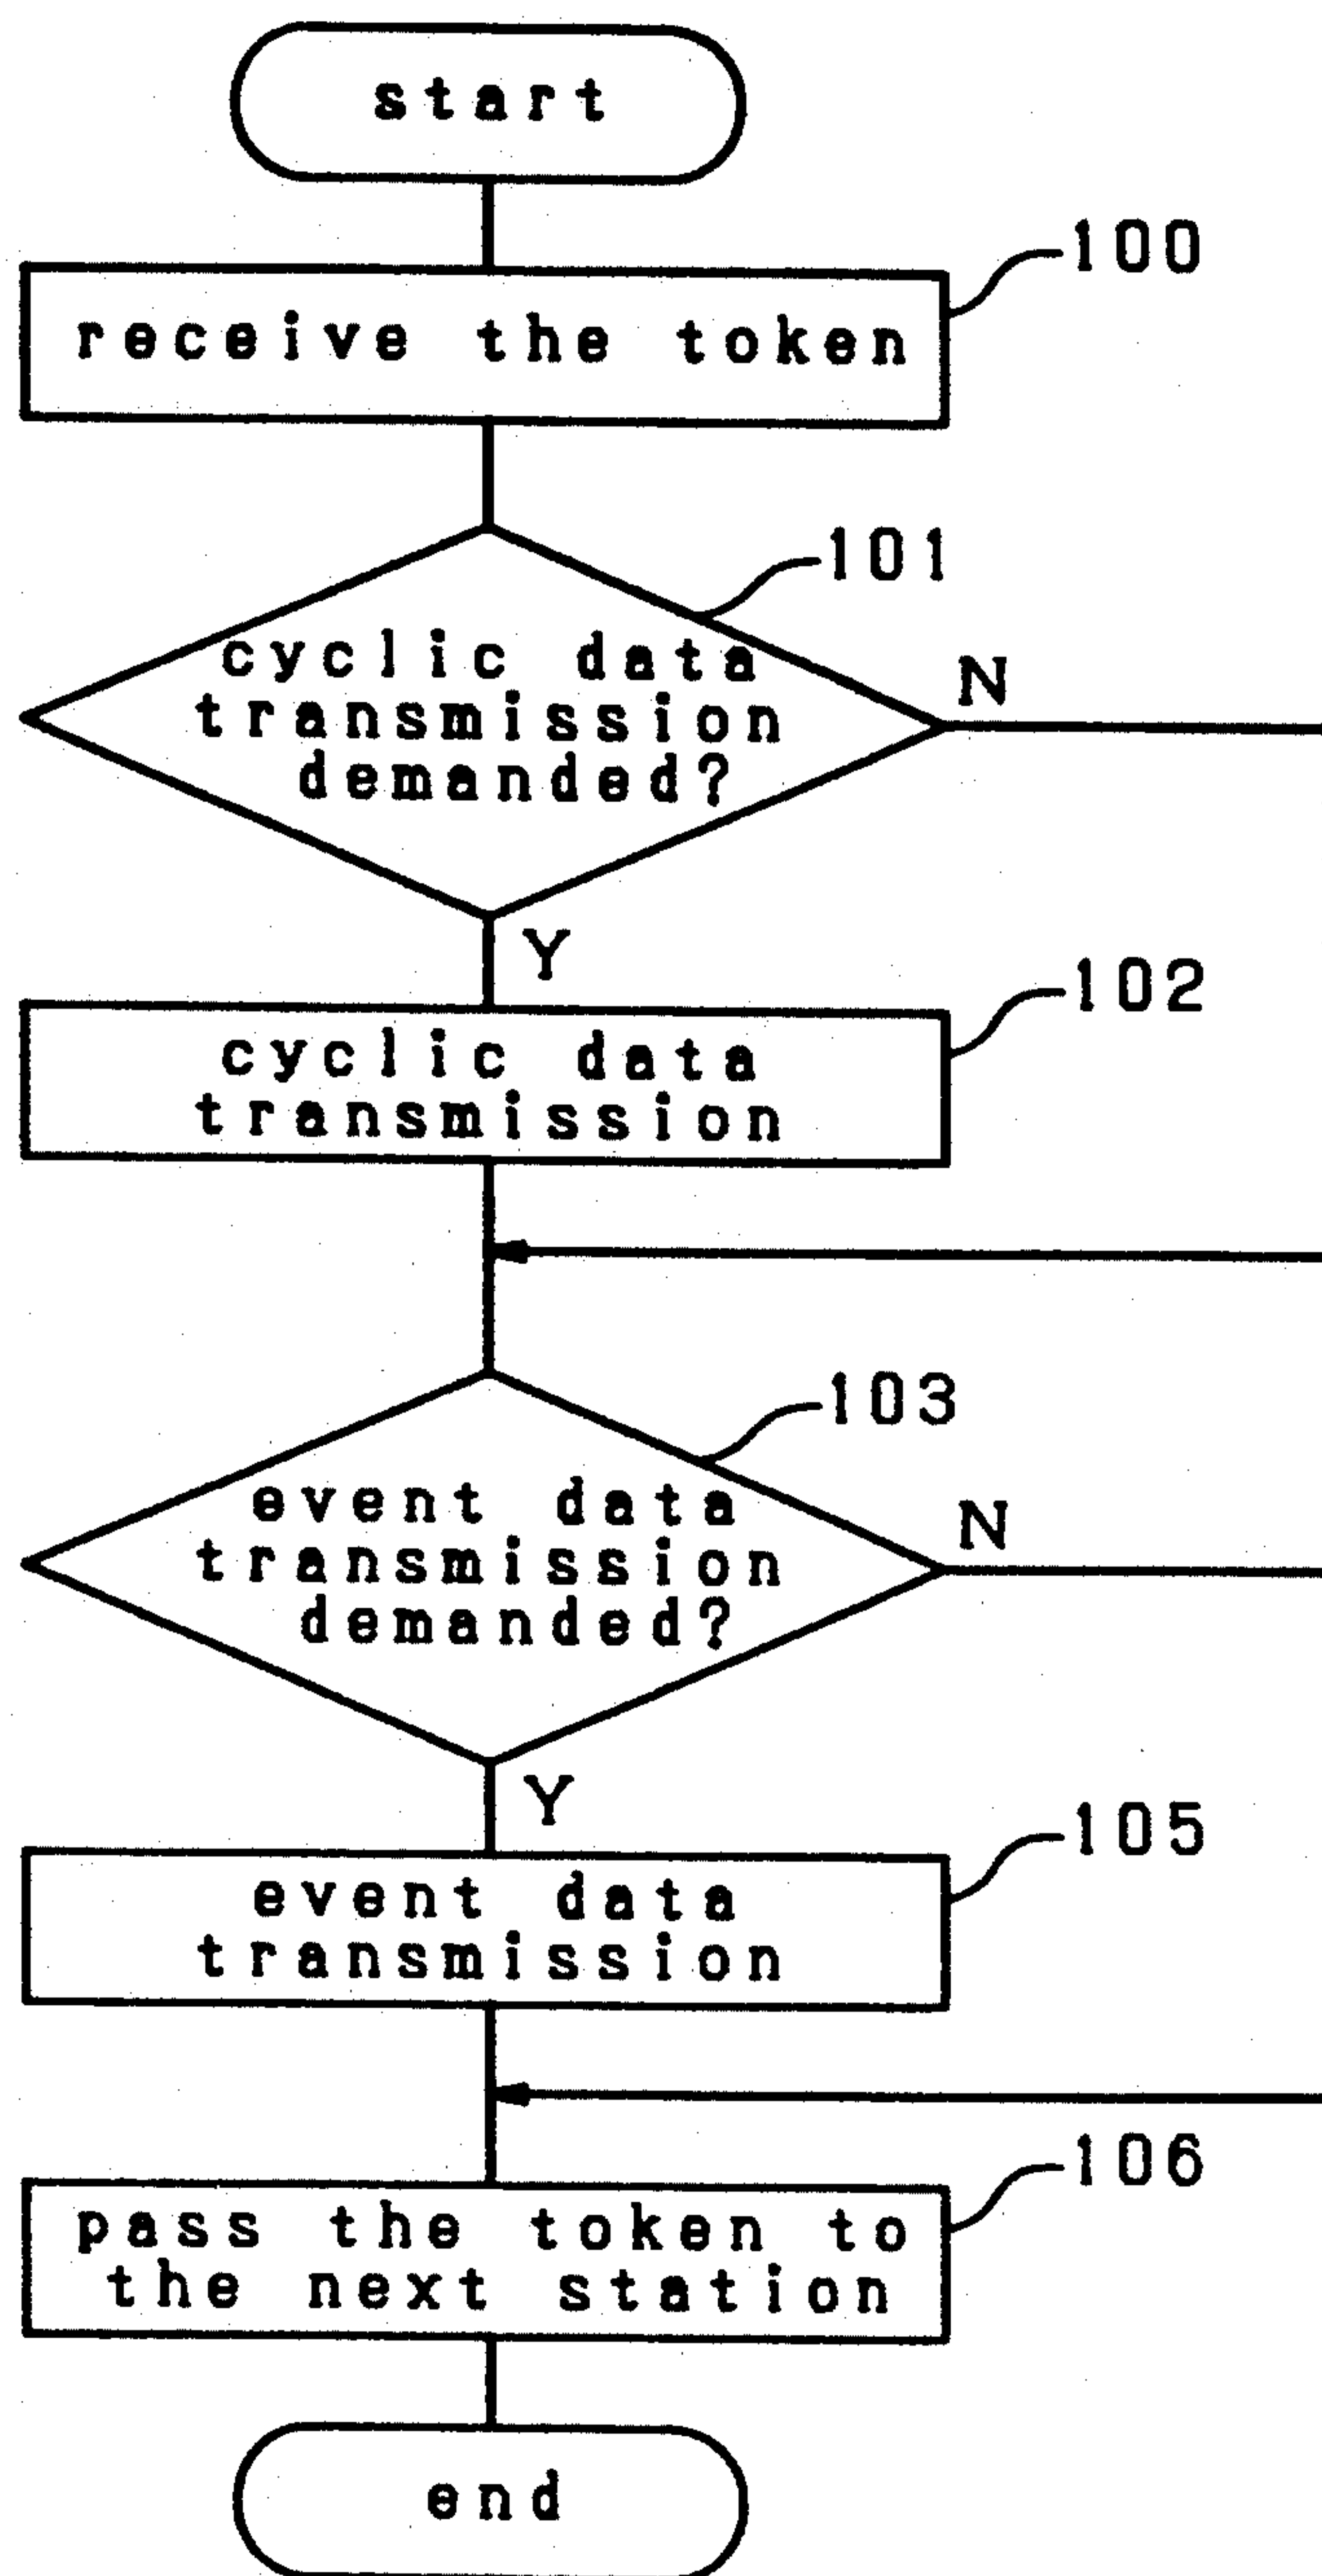 start
100
receive the token
101
cyclic data
transmission
demanded?
N
Y
102
cyclic data
transmission
103
event data
transmission
demanded?
N
Y
105
event data
transmission
106
pass the token to
the next station
end